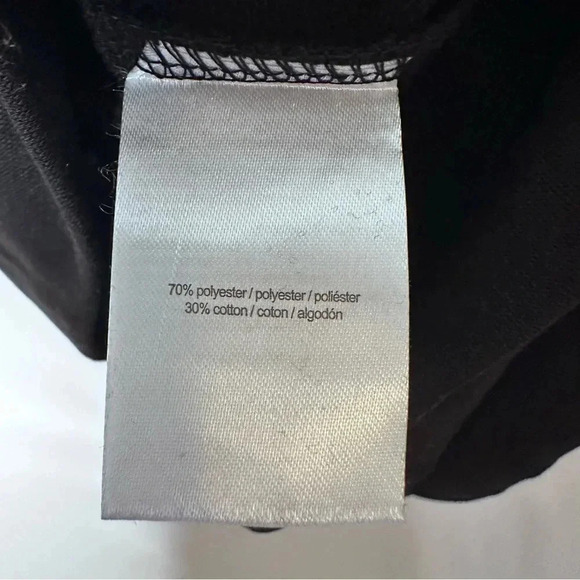 70% polyester / polyester / poliéster
30% cotton / coton / algodón